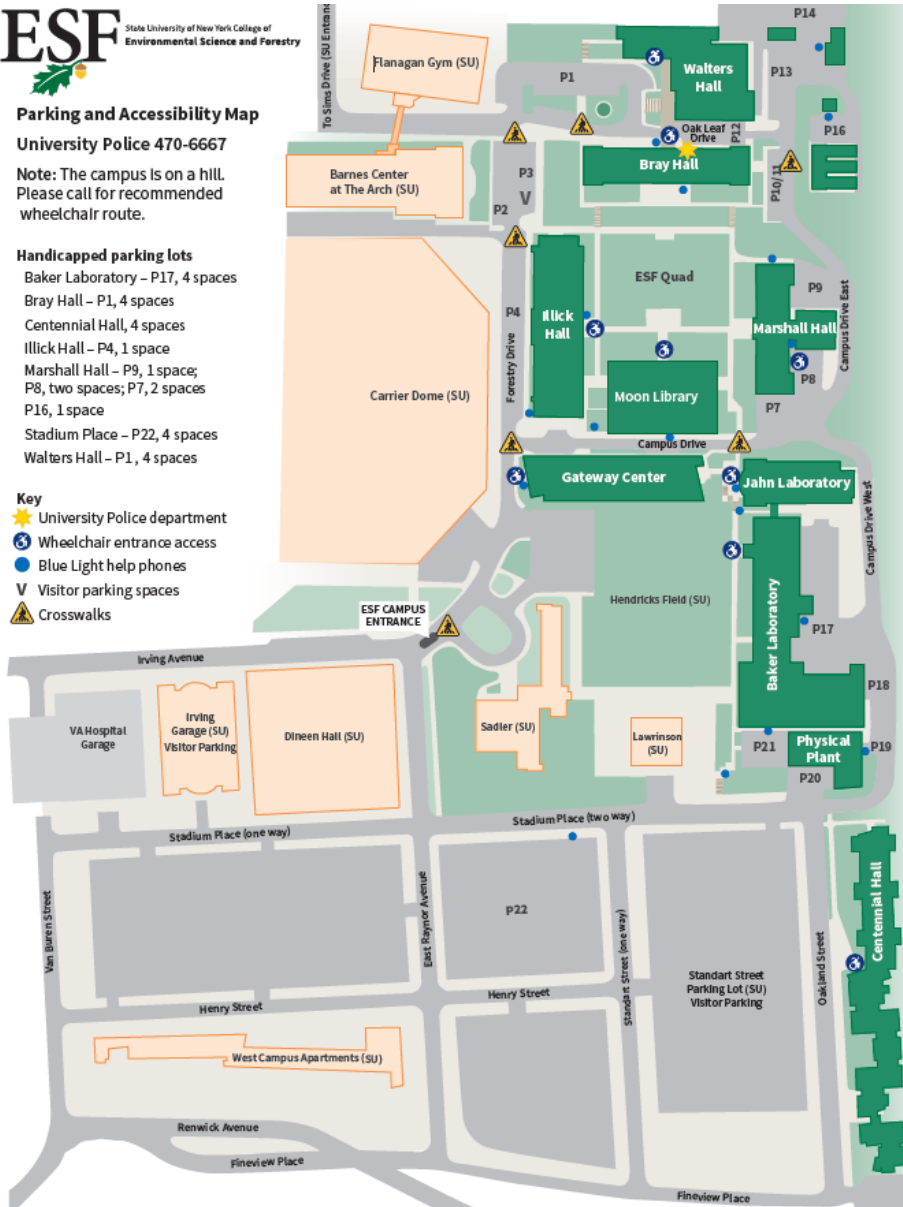 ESF
State University of New York College of
Environmental Science and Forestry
Parking and Accessibility Map
University Police 470-6667
Note: The campus is on a hill.
Please call for recommended
wheelchair route.
Handicapped parking lots
Baker Laboratory – P17, 4 spaces
Bray Hall – P1, 4 spaces
Centennial Hall, 4 spaces
Illick Hall – P4, 1 space
Marshall Hall – P9, 1 space;
P8, two spaces; P7, 2 spaces
P16, 1 space
Stadium Place – P22, 4 spaces
Walters Hall – P1, 4 spaces
Key
University Police department
Wheelchair entrance access
Blue Light help phones
V Visitor parking spaces
Crosswalks
To Sims Drive (SU Entrance
Flanagan Gym (SU)
P1
Walters
Hall
P14
P13
P16
Oak Leaf
Drive
P12
Bray Hall
P10/11
Barnes Center
at The Arch (SU)
P3
V
P2
ESF Quad
Illick
Hall
P4
Forestry Drive
P9
Marshall Hall
P8
P7
Campus Drive East
Carrier Dome (SU)
Moon Library
Campus Drive
Gateway Center
Jahn Laboratory
Campus Drive West
Hendricks Field (SU)
Baker Laboratory
P17
P18
ESF CAMPUS
ENTRANCE
Irving Avenue
VA Hospital
Garage
Irving
Garage (SU)
Visitor Parking
Dineen Hall (SU)
Sadler (SU)
Lawrinson
(SU)
P21
Physical
Plant
P19
P20
Stadium Place (one way)
Stadium Place (two way)
Van Buren Street
East Raynor Avenue
P22
Standart Street (one way)
Standart Street
Parking Lot (SU)
Visitor Parking
Oakland Street
Centennial Hall
Henry Street
Henry Street
West Campus Apartments (SU)
Renwick Avenue
Fineview Place
Fineview Place